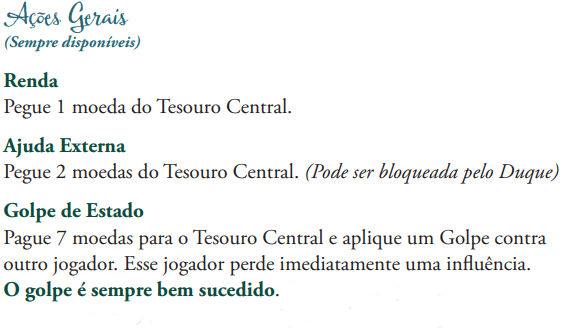 Ações Gerais
(Sempre disponíveis)
Renda
Pegue 1 moeda do Tesouro Central.
Ajuda Externa
Pegue 2 moedas do Tesouro Central. (Pode ser bloqueada pelo Duque)
Golpe de Estado
Pague 7 moedas para o Tesouro Central e aplique um Golpe contra
outro jogador. Esse jogador perde imediatamente uma influência.
O golpe é sempre bem sucedido.